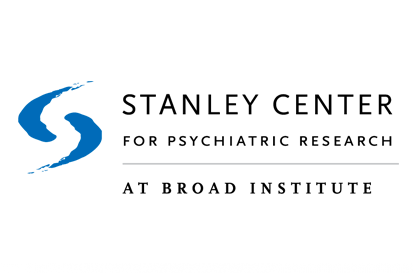 STANLEY CENTER
FOR PSYCHIATRIC RESEARCH
AT BROAD INSTITUTE